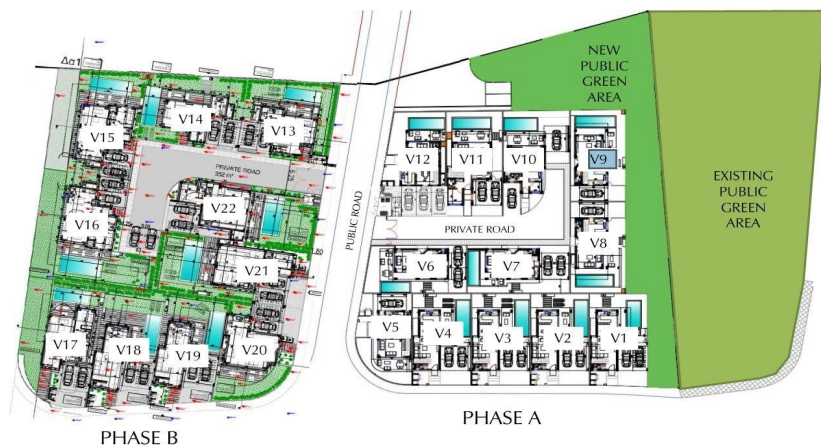 Δα1
V15
V14
V13
PRIVATE ROAD
352 m²
V16
V22
V21
V17
V18
V19
V20
PHASE B
PUBLIC ROAD
V12
V11
V10
V9
PRIVATE ROAD
V8
V6
V7
V5
V4
V3
V2
V1
PHASE A
NEW
PUBLIC
GREEN
AREA
EXISTING
PUBLIC
GREEN
AREA